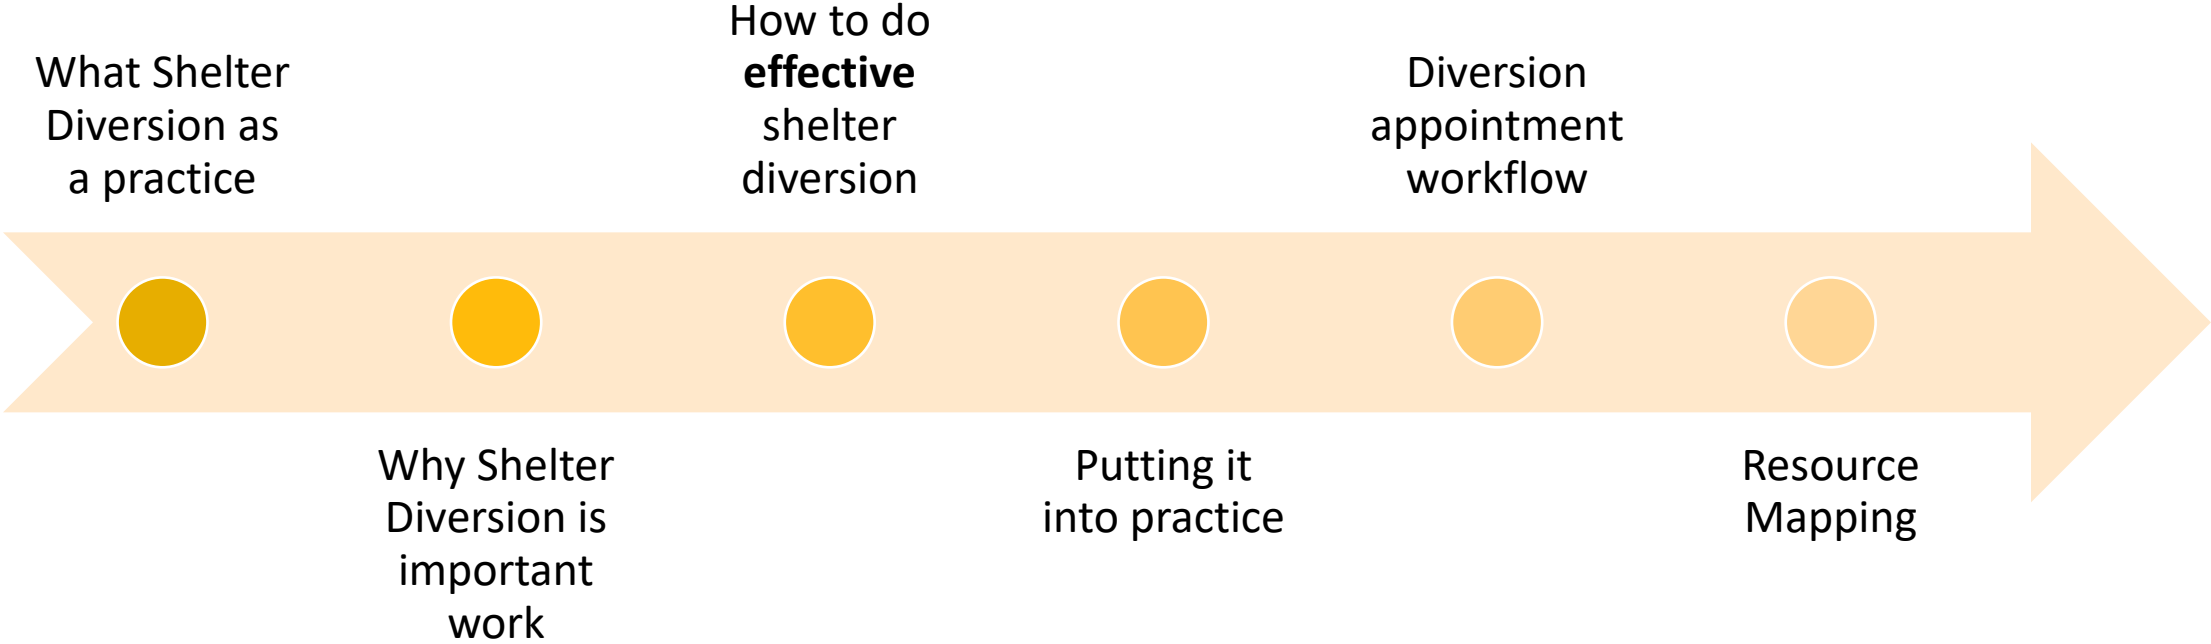 What Shelter
Diversion as
a practice
Why Shelter
Diversion is
important
work
How to do
effective
shelter
diversion
Putting it
into practice
Diversion
appointment
workflow
Resource
Mapping